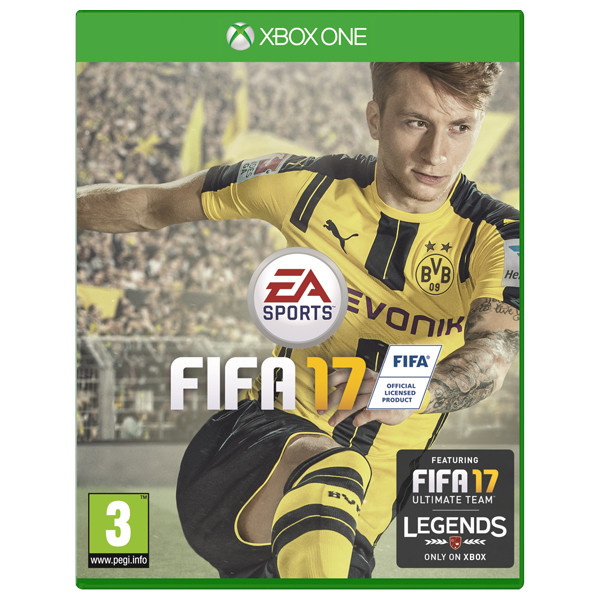 XBOX ONE
BVB
09
EVONIK
EA
SPORTS
FIFA 17
FIFA
OFFICIAL
LICENSED
PRODUCT
FEATURING
FIFA 17
ULTIMATE TEAM
LEGENDS
ONLY ON XBOX
3
www.pegi.info